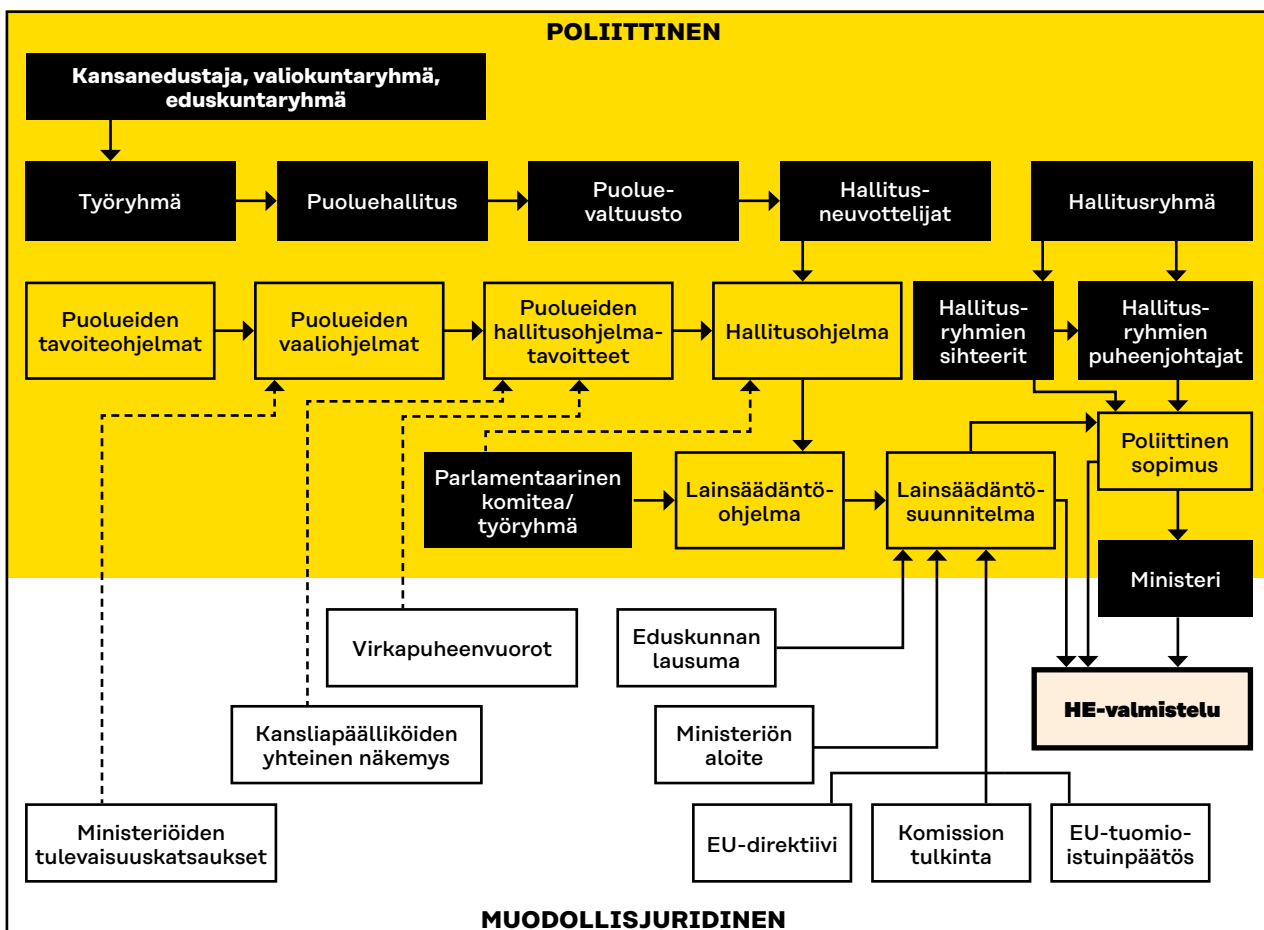 POLIITTINEN
Kansanedustaja, valiokuntaryhmä,
eduskuntaryhmä
Työryhmä
Puoluehallitus
Puolue-
valtuusto
Hallitus-
neuvottelijat
Hallitusryhmä
Puolueiden
tavoiteohjelmat
Puolueiden
vaaliohjelmat
Puolueiden
hallitusohjelma-
tavoitteet
Hallitusohjelma
Hallitus-
ryhmien
sihteerit
Hallitus-
ryhmien
puheenjohtajat
Parlamentaarinen
komitea/
työryhmä
Lainsäädäntö-
ohjelma
Lainsäädäntö-
suunnitelma
Poliittinen
sopimus
Ministeri
Virkapuheenvuorot
Eduskunnan
lausuma
HE-valmistelu
Kansliapäälliköiden
yhteinen näkemys
Ministeriön
aloite
Ministeriöiden
tulevaisuuskatsaukset
EU-direktiivi
Komission
tulkinta
EU-tuomio-
istuinpäätös
MUODOLLISJURIDINEN